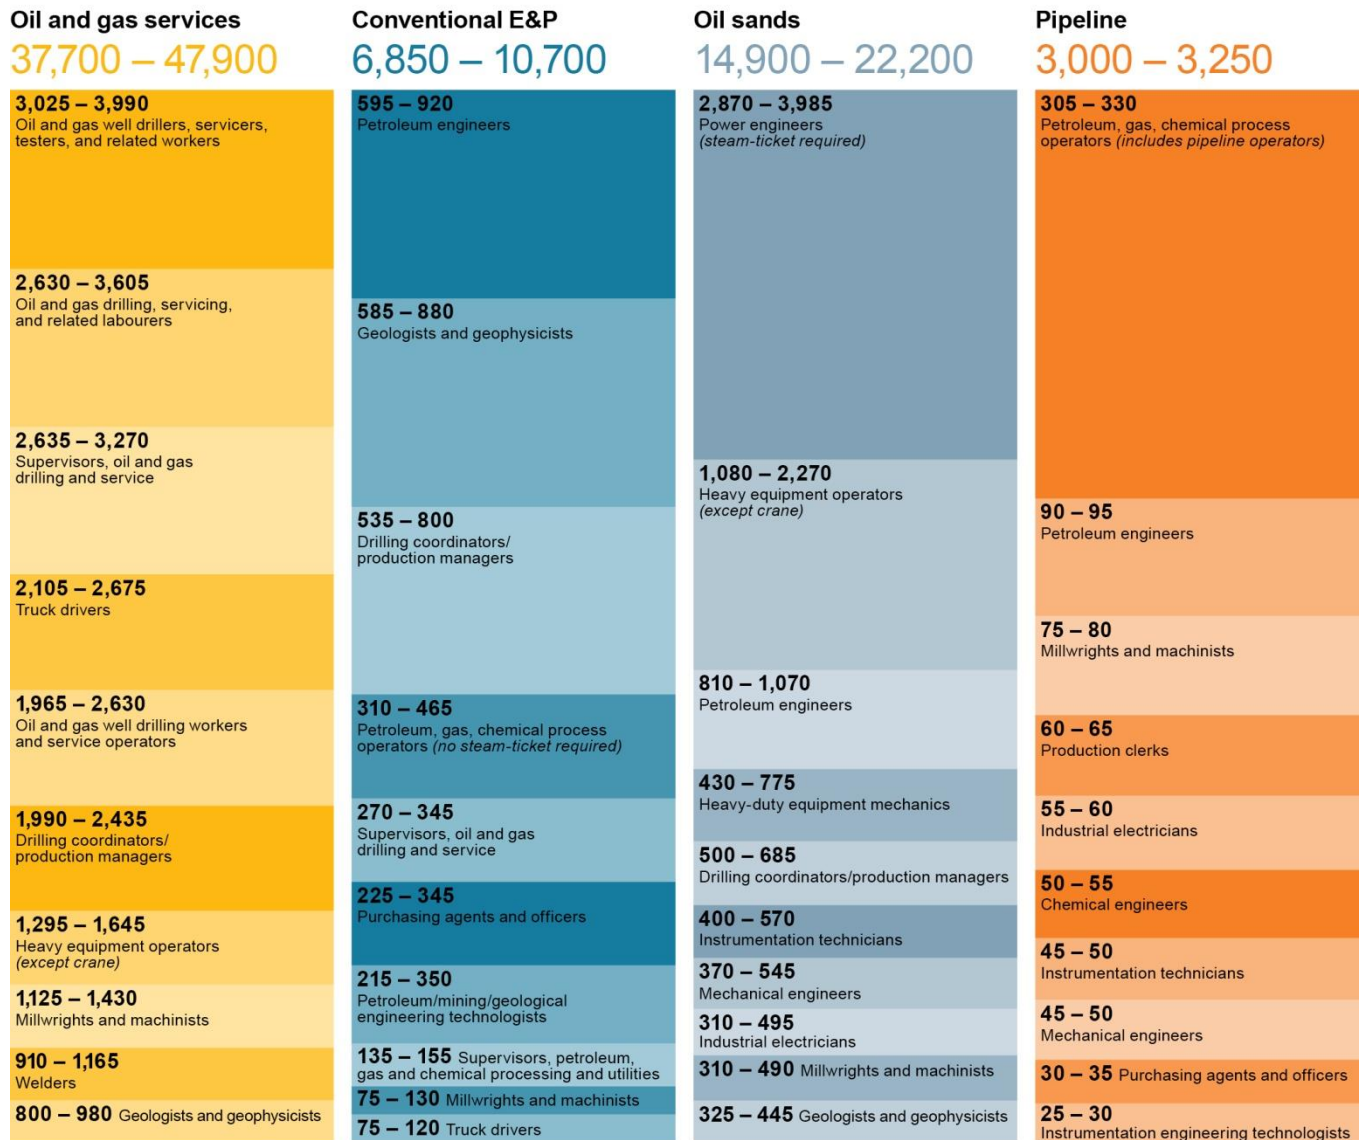 Oil and gas services
37,700 – 47,900
3,025 – 3,990
Oil and gas well drillers, servicers,
testers, and related workers
2,630 – 3,605
Oil and gas drilling, servicing,
and related labourers
2,635 – 3,270
Supervisors, oil and gas
drilling and service
2,105 – 2,675
Truck drivers
1,965 – 2,630
Oil and gas well drilling workers
and service operators
1,990 – 2,435
Drilling coordinators/
production managers
1,295 – 1,645
Heavy equipment operators
(except crane)
1,125 – 1,430
Millwrights and machinists
910 – 1,165
Welders
800 – 980 Geologists and geophysicists
Conventional E&P
6,850 – 10,700
595 – 920
Petroleum engineers
585 – 880
Geologists and geophysicists
535 – 800
Drilling coordinators/
production managers
310 – 465
Petroleum, gas, chemical process
operators (no steam-ticket required)
270 – 345
Supervisors, oil and gas
drilling and service
225 – 345
Purchasing agents and officers
215 – 350
Petroleum/mining/geological
engineering technologists
135 – 155 Supervisors, petroleum,
gas and chemical processing and utilities
75 – 130 Millwrights and machinists
75 – 120 Truck drivers
Oil sands
14,900 – 22,200
2,870 – 3,985
Power engineers
(steam-ticket required)
1,080 – 2,270
Heavy equipment operators
(except crane)
810 – 1,070
Petroleum engineers
430 – 775
Heavy-duty equipment mechanics
500 – 685
Drilling coordinators/production managers
400 – 570
Instrumentation technicians
370 – 545
Mechanical engineers
310 – 495
Industrial electricians
310 – 490 Millwrights and machinists
325 – 445 Geologists and geophysicists
Pipeline
3,000 – 3,250
305 – 330
Petroleum, gas, chemical process
operators (includes pipeline operators)
90 – 95
Petroleum engineers
75 – 80
Millwrights and machinists
60 – 65
Production clerks
55 – 60
Industrial electricians
50 – 55
Chemical engineers
45 – 50
Instrumentation technicians
45 – 50
Mechanical engineers
30 – 35 Purchasing agents and officers
25 – 30
Instrumentation engineering technologists